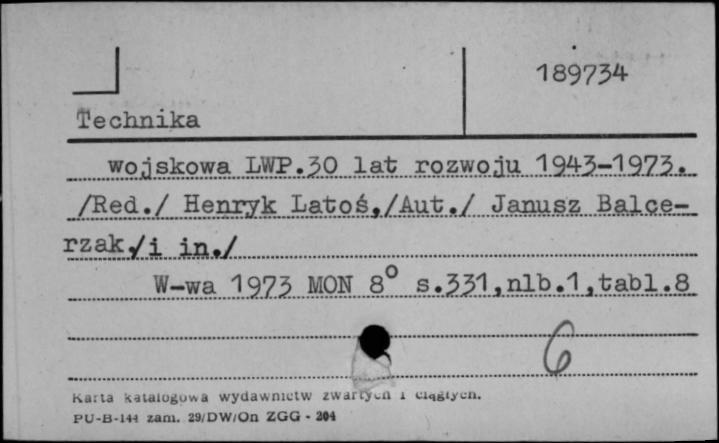 189734
Technika
wojskowa LWP.30 lat rozwoju 1943-1973.
/Red./ Henryk Latoś,/Aut./ Janusz Balce-
rzak,/i in./
W-wa 1973 MON 8° s.331,nlb.1,tabl.8
6
Karta katalogowa wydawnictw zwartych i ciągłych.
PU-B-144 zam. 29/DW/On ZGG - 204